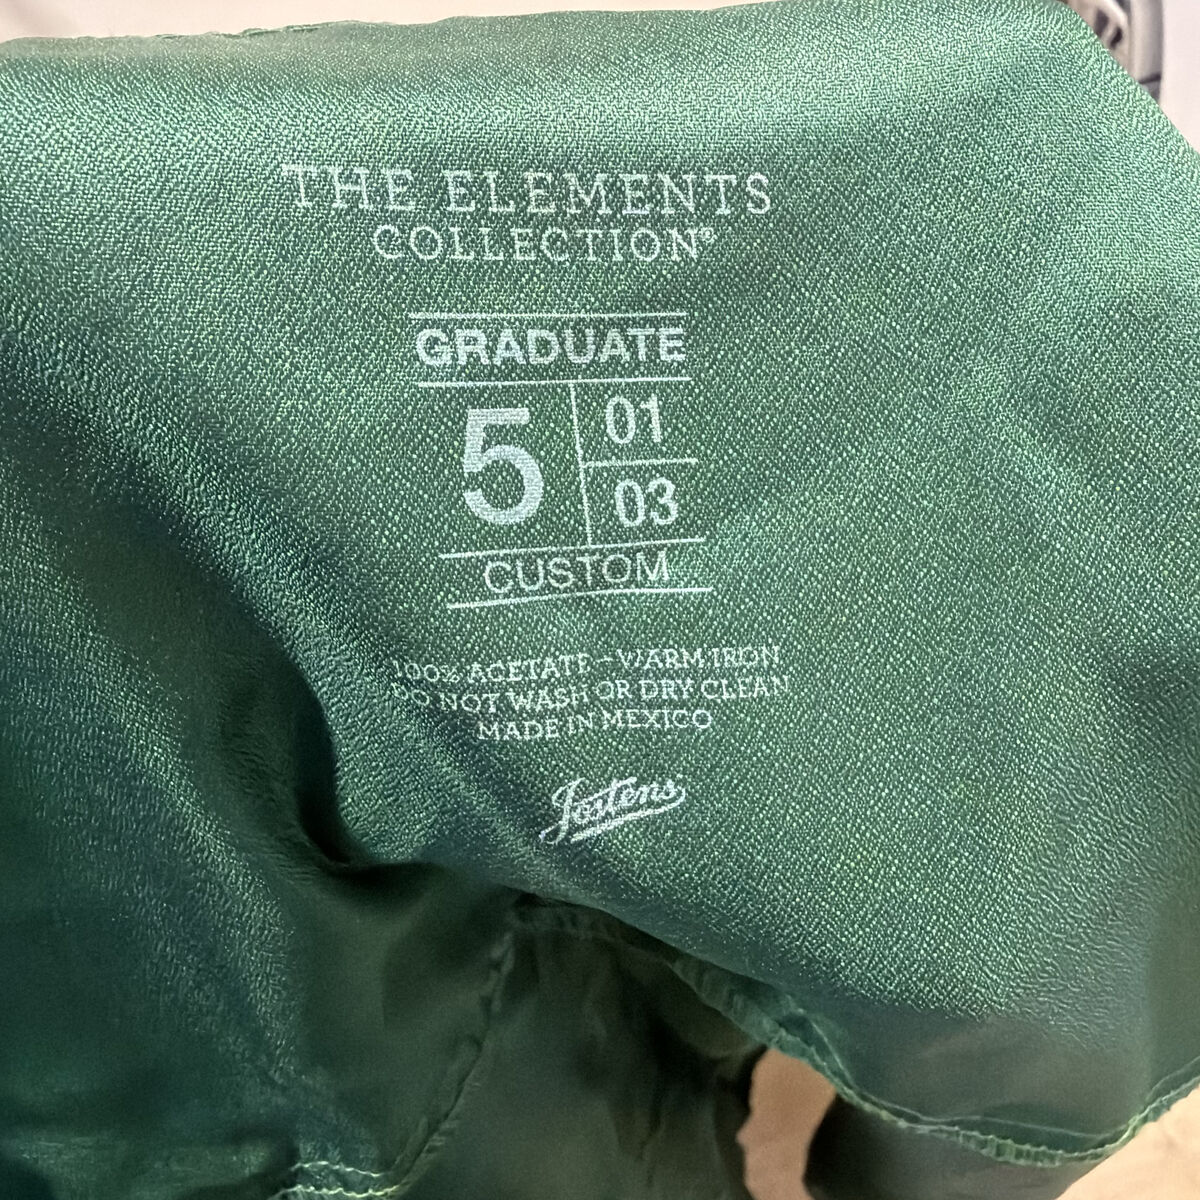 THE ELEMENTS
COLLECTION®
GRADUATE
5
01
03
CUSTOM
100% ACETATE - WARM IRON
DO NOT WASH OR DRY CLEAN
MADE IN MEXICO
Jostens